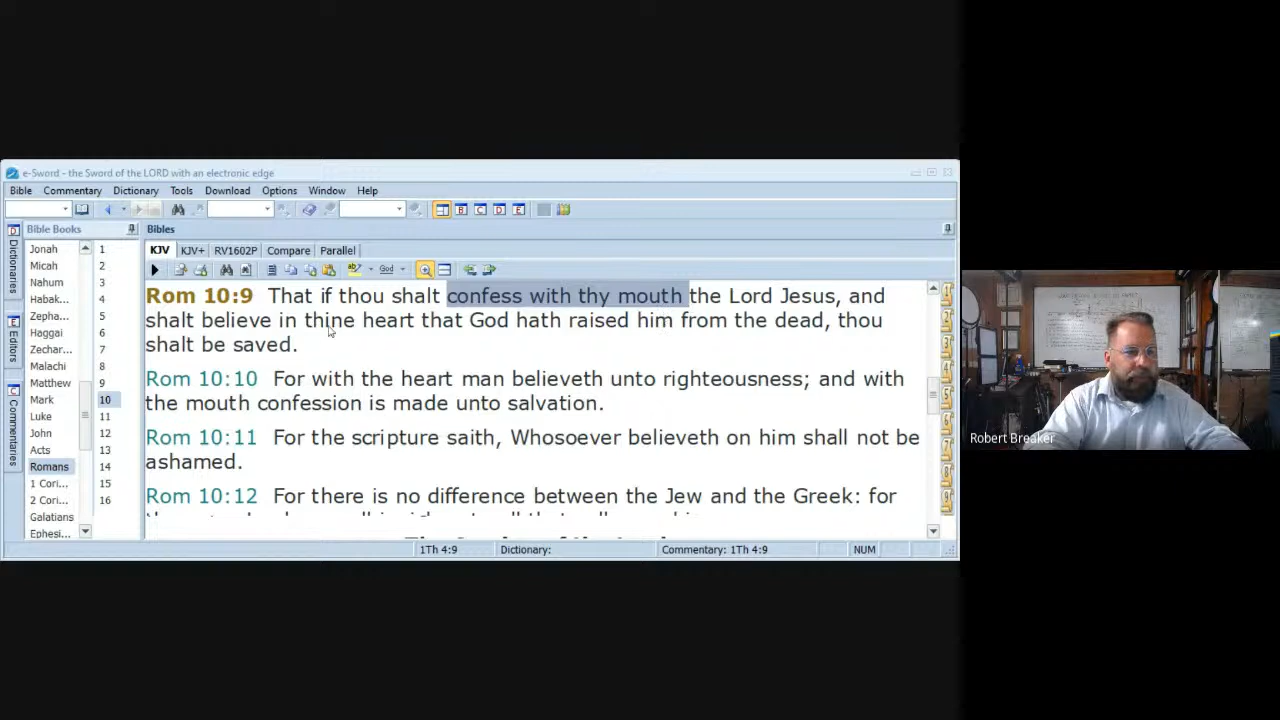 e-Sword - the Sword of the LORD with an electronic edge
Bible Commentary Dictionary Tools Download Options Window Help
B C D E
Dictionaries
Editors
Commentaries
Bible Books
Jonah
Micah
Nahum
Habak...
Zepha...
Haggai
Zechar...
Malachi
Matthew
Mark
Luke
John
Acts
Romans
1 Cori...
2 Cori...
Galatians
Ephesi...
1
2
3
4
5
6
7
8
9
10
11
12
13
14
15
16
Bibles
KJV KJV+ RV1602P Compare Parallel
God
Rom 10:9 That if thou shalt confess with thy mouth the Lord Jesus, and
shalt believe in thine heart that God hath raised him from the dead, thou
shalt be saved.
Rom 10:10 For with the heart man believeth unto righteousness; and with
the mouth confession is made unto salvation.
Rom 10:11 For the scripture saith, Whosoever believeth on him shall not be
ashamed.
Rom 10:12 For there is no difference between the Jew and the Greek: for
1Th 4:9 Dictionary: Commentary: 1Th 4:9 NUM
Robert Breaker